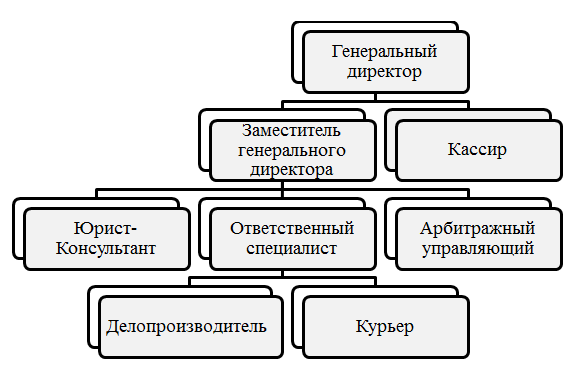 Генеральный
директор
Заместитель
генерального
директора
Кассир
Юрист-
Консультант
Ответственный
специалист
Арбитражный
управляющий
Делопроизводитель
Курьер